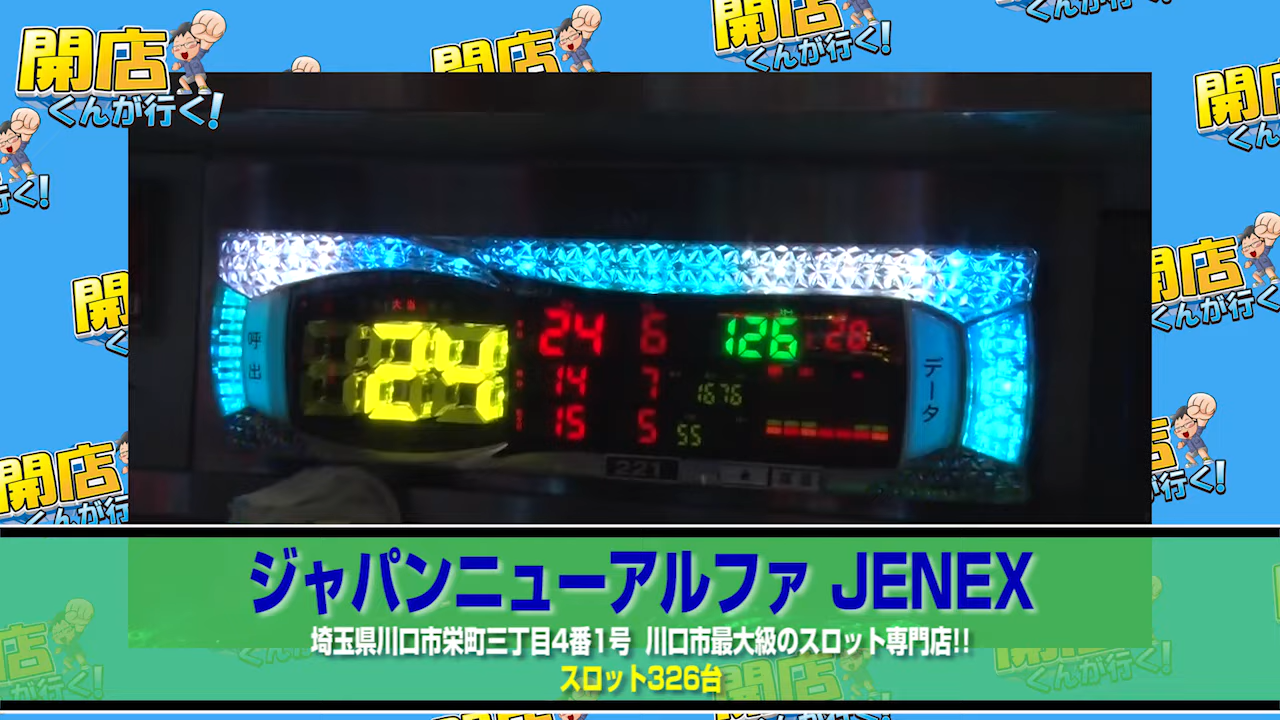 開店
くんが行く!
大当
呼出
24
24 6 126 28
14 7 1676
15 5 55
データ
221
ジャパンニューアルファ JENEX
埼玉県川口市栄町三丁目4番1号 川口市最大級のスロット専門店!!
スロット326台